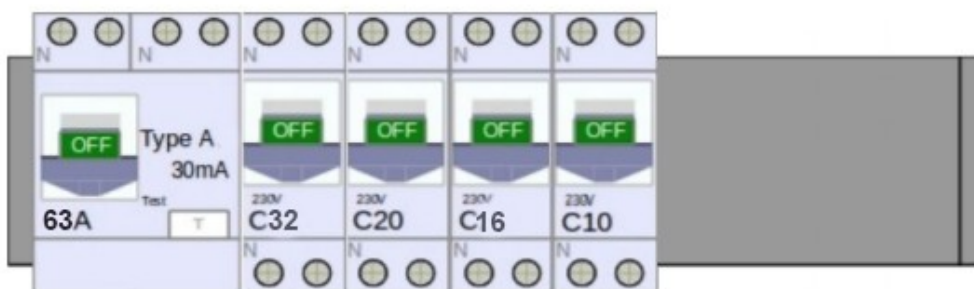 N N N N N N
OFF OFF OFF OFF OFF
Type A
30mA
Test
T
63A
230V 230V 230V 230V
C32 C20 C16 C10
N N N N